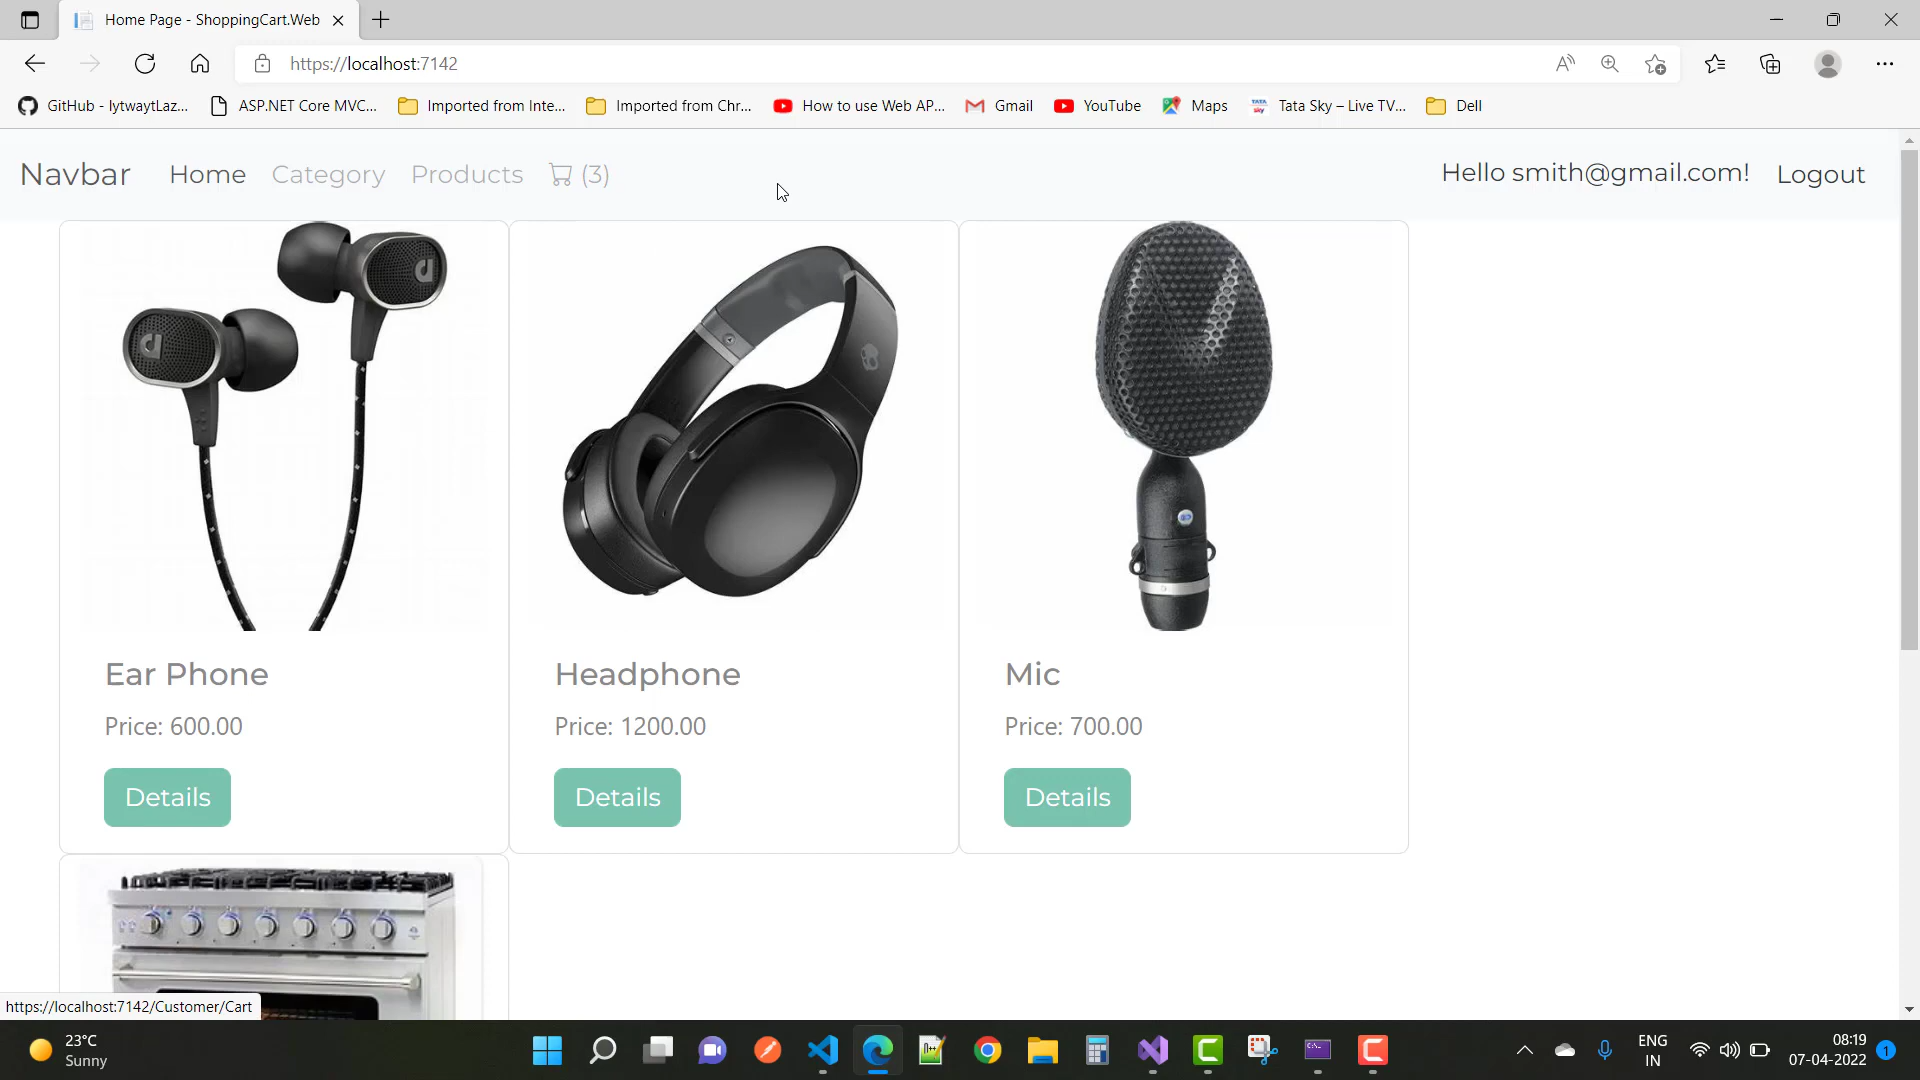 Home Page - ShoppingCart.Web
https://localhost:7142
GitHub - lytwaytLaz... ASP.NET Core MVC... Imported from Inte... Imported from Chr... How to use Web AP... Gmail YouTube Maps Tata Sky – Live TV... Dell
Navbar Home Category Products (3) Hello smith@gmail.com! Logout
Ear Phone Headphone Mic
Price: 600.00 Price: 1200.00 Price: 700.00
Details Details Details
https://localhost:7142/Customer/Cart
23°C
Sunny
ENG
IN
08:19
07-04-2022
1